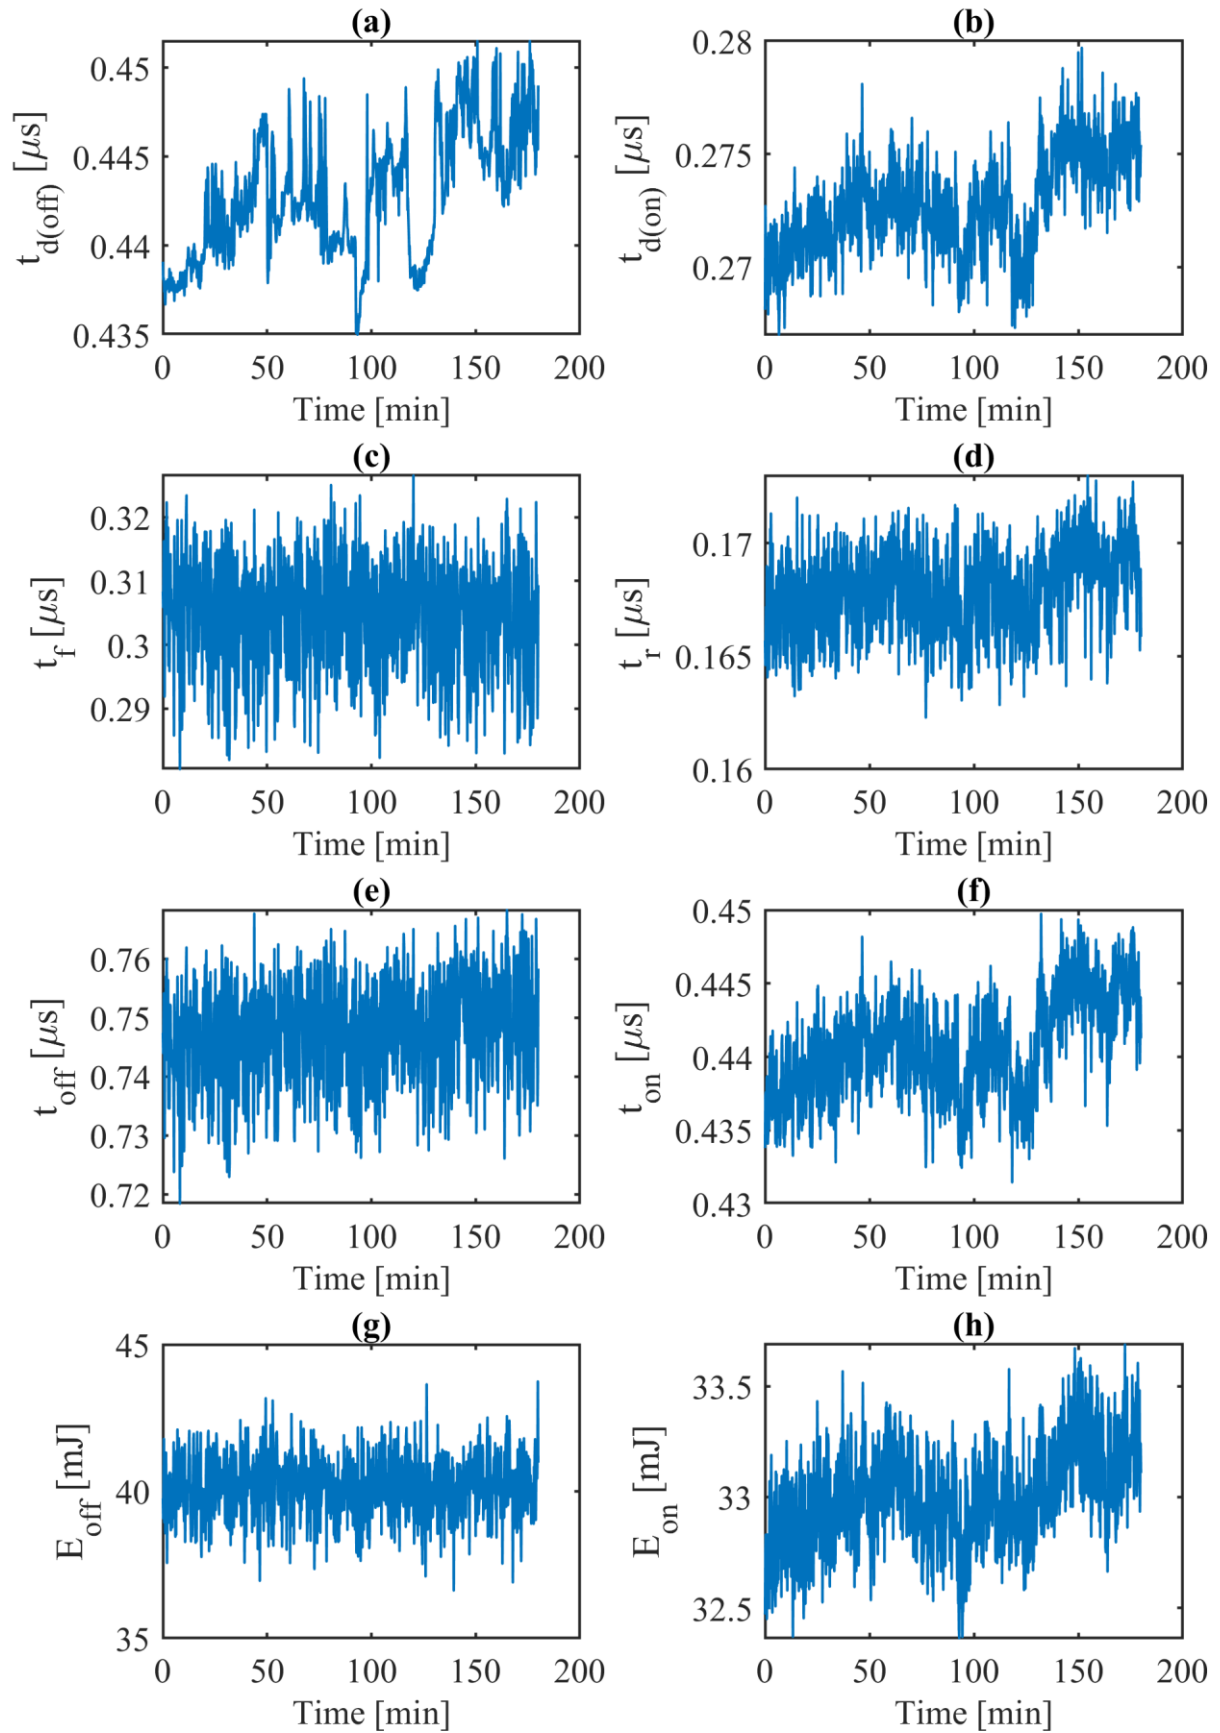 (a)
0.45
0.445
0.44
0.435
t_d(off) [μs]
0 50 100 150 200
Time [min]
(b)
0.28
0.275
0.27
t_d(on) [μs]
0 50 100 150 200
Time [min]
(c)
0.32
0.31
0.3
0.29
t_f [μs]
0 50 100 150 200
Time [min]
(d)
0.17
0.165
0.16
t_r [μs]
0 50 100 150 200
Time [min]
(e)
0.76
0.75
0.74
0.73
0.72
t_off [μs]
0 50 100 150 200
Time [min]
(f)
0.45
0.445
0.44
0.435
0.43
t_on [μs]
0 50 100 150 200
Time [min]
(g)
45
40
35
E_off [mJ]
0 50 100 150 200
Time [min]
(h)
33.5
33
32.5
E_on [mJ]
0 50 100 150 200
Time [min]